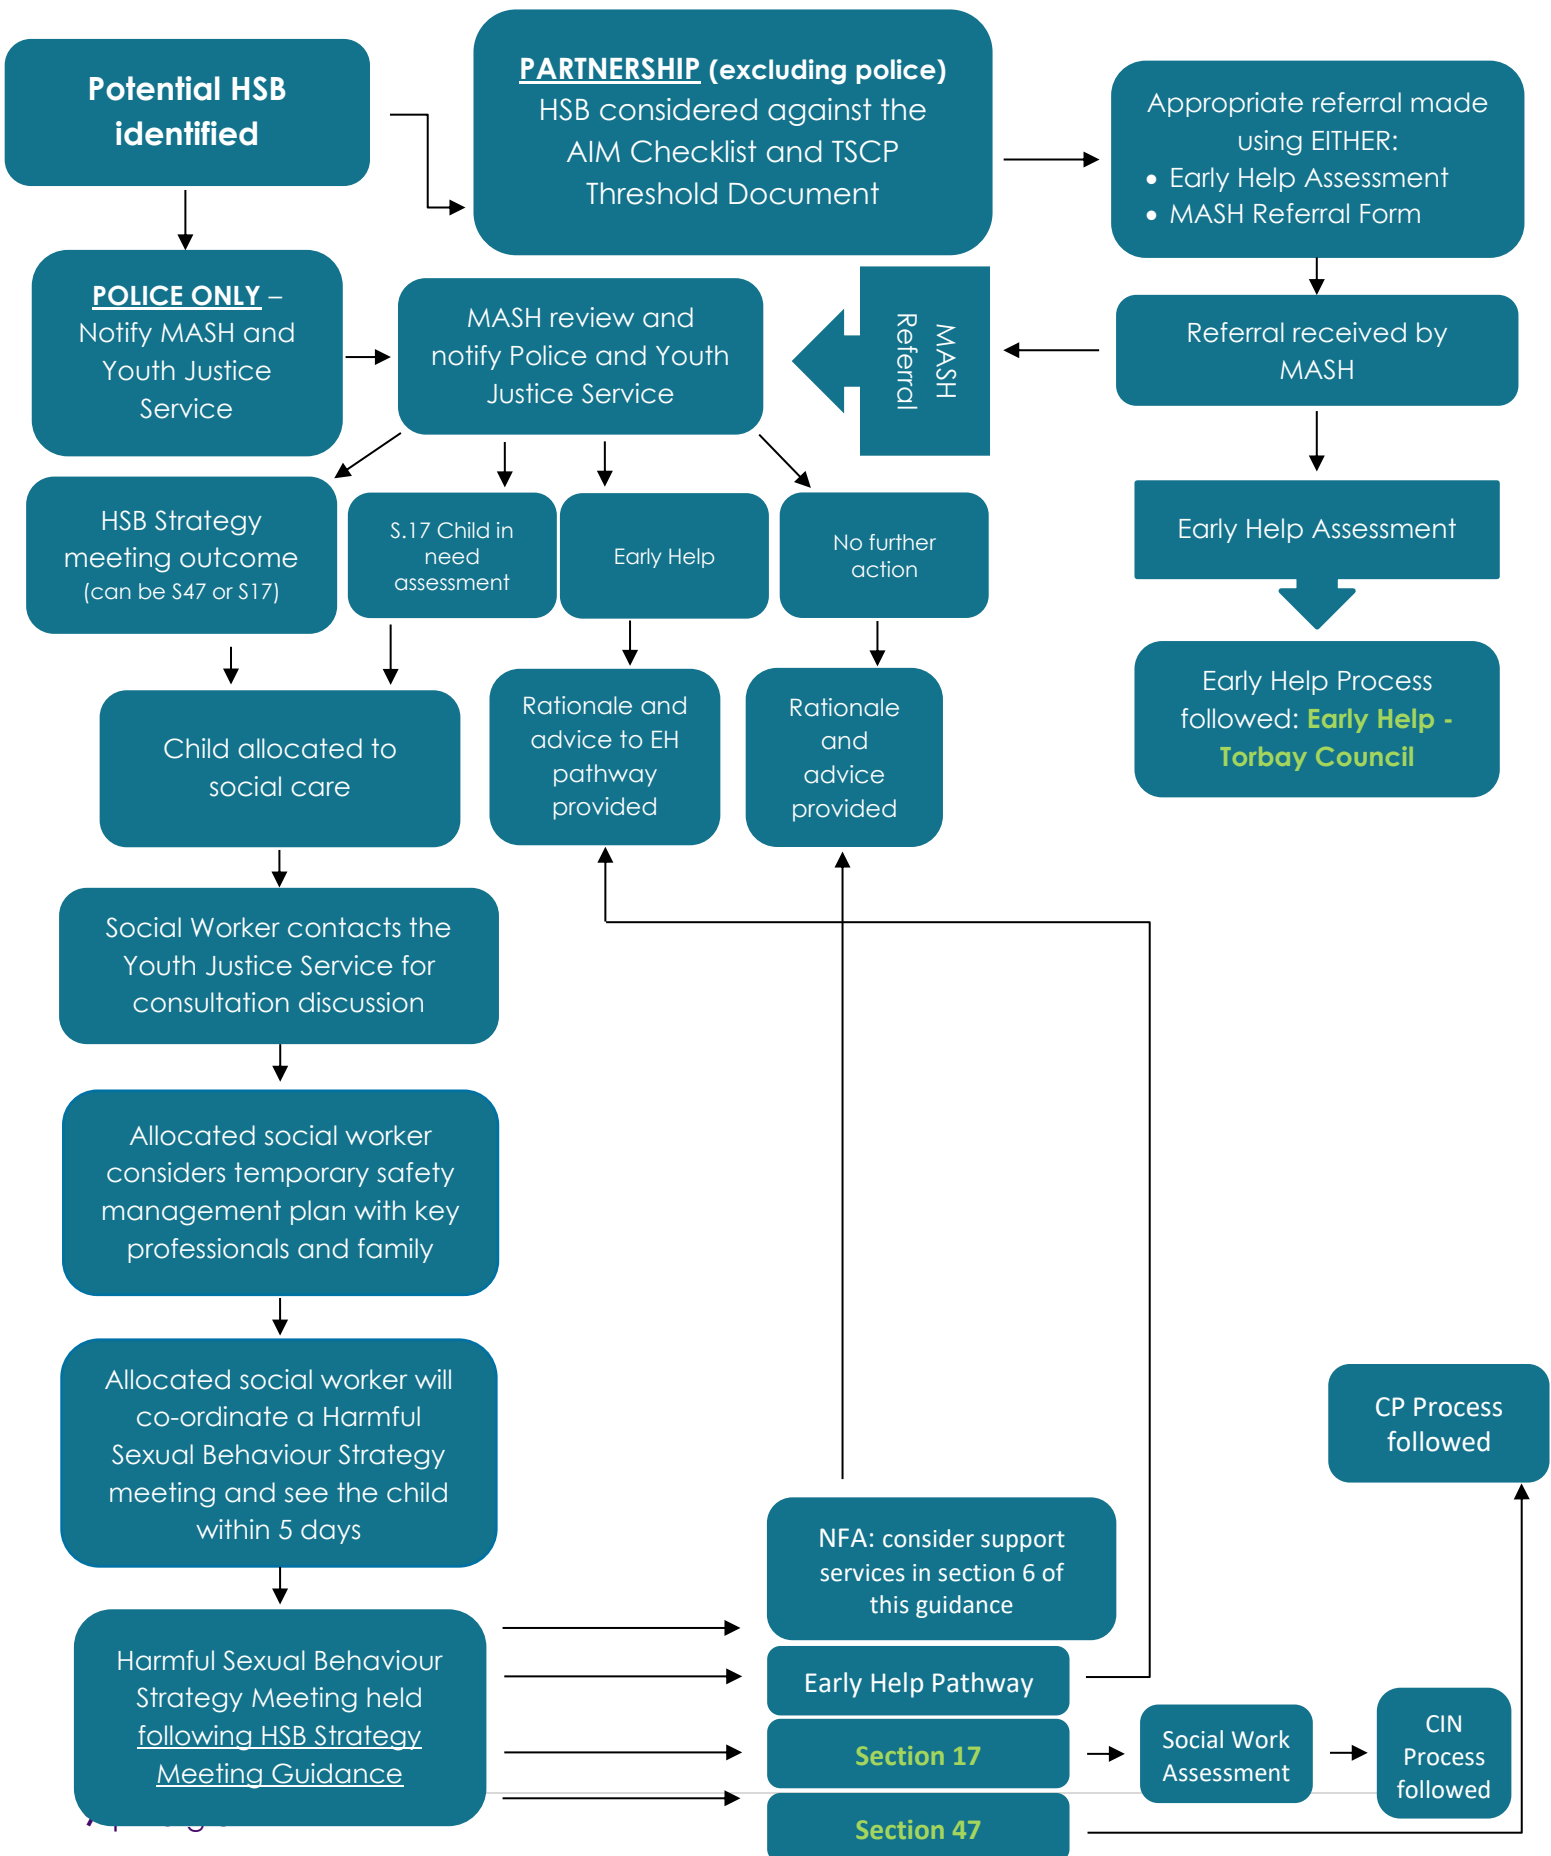 Potential HSB
identified
PARTNERSHIP (excluding police)
HSB considered against the
AIM Checklist and TSCP
Threshold Document
Appropriate referral made
using EITHER:
• Early Help Assessment
• MASH Referral Form
POLICE ONLY –
Notify MASH and
Youth Justice
Service
MASH review and
notify Police and Youth
Justice Service
MASH
Referral
Referral received by
MASH
HSB Strategy
meeting outcome
(can be S47 or S17)
S.17 Child in
need
assessment
Early Help
No further
action
Early Help Assessment
Child allocated to
social care
Rationale and
advice to EH
pathway
provided
Rationale
and
advice
provided
Early Help Process
followed: Early Help -
Torbay Council
Social Worker contacts the
Youth Justice Service for
consultation discussion
Allocated social worker
considers temporary safety
management plan with key
professionals and family
Allocated social worker will
co-ordinate a Harmful
Sexual Behaviour Strategy
meeting and see the child
within 5 days
CP Process
followed
NFA: consider support
services in section 6 of
this guidance
Harmful Sexual Behaviour
Strategy Meeting held
following HSB Strategy
Meeting Guidance
Early Help Pathway
Section 17
Social Work
Assessment
CIN
Process
followed
Section 47